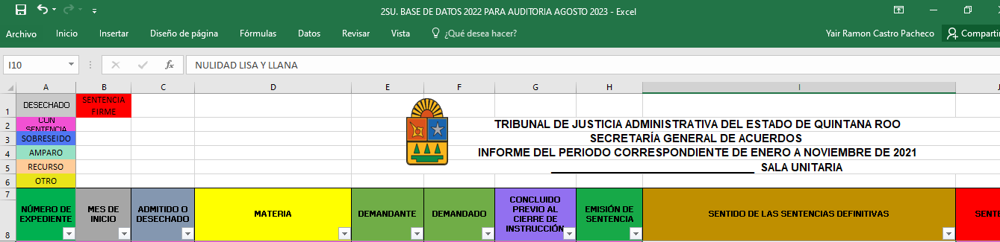 2SU. BASE DE DATOS 2022 PARA AUDITORIA AGOSTO 2023 - Excel
Archivo Inicio Insertar Diseño de página Fórmulas Datos Revisar Vista ¿Qué desea hacer? Yair Ramon Castro Pacheco Compartir
I10 fx NULIDAD LISA Y LLANA
A B C D E F G H I J
1 DESECHADO SENTENCIA FIRME
2 CON SENTENCIA TRIBUNAL DE JUSTICIA ADMINISTRATIVA DEL ESTADO DE QUINTANA ROO
3 SOBRESEIDO SECRETARÍA GENERAL DE ACUERDOS
4 AMPARO INFORME DEL PERIODO CORRESPONDIENTE DE ENERO A NOVIEMBRE DE 2021
5 RECURSO SALA UNITARIA
6 OTRO
7
8 NÚMERO DE EXPEDIENTE MES DE INICIO ADMITIDO O DESECHADO MATERIA DEMANDANTE DEMANDADO CONCLUIDO PREVIO AL CIERRE DE INSTRUCCIÓN EMISIÓN DE SENTENCIA SENTIDO DE LAS SENTENCIAS DEFINITIVAS